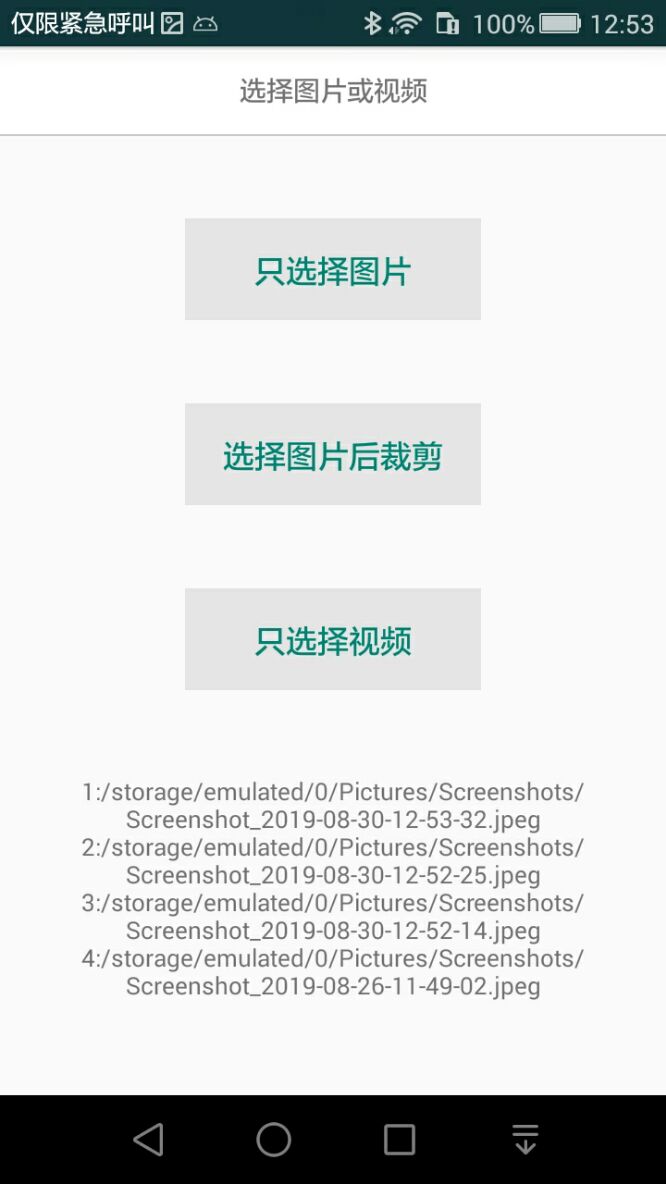 仅限紧急呼叫 100% 12:53
选择图片或视频
只选择图片
选择图片后裁剪
只选择视频
1:/storage/emulated/0/Pictures/Screenshots/
Screenshot_2019-08-30-12-53-32.jpeg
2:/storage/emulated/0/Pictures/Screenshots/
Screenshot_2019-08-30-12-52-25.jpeg
3:/storage/emulated/0/Pictures/Screenshots/
Screenshot_2019-08-30-12-52-14.jpeg
4:/storage/emulated/0/Pictures/Screenshots/
Screenshot_2019-08-26-11-49-02.jpeg